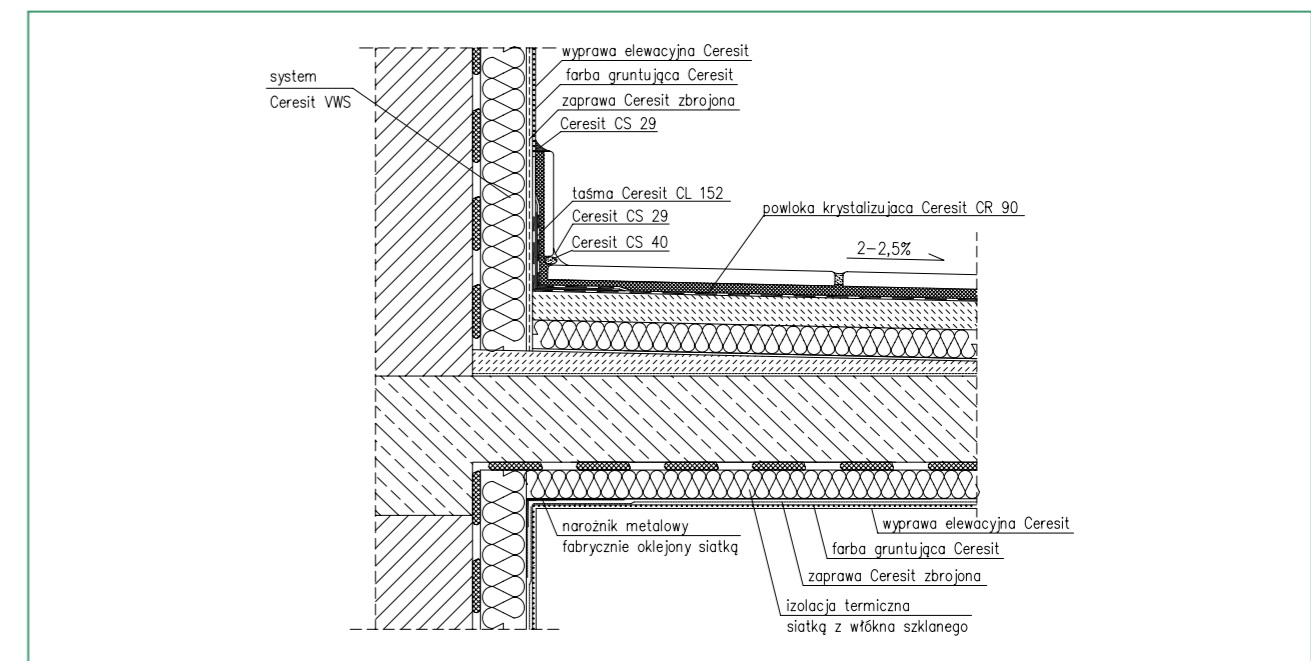 system
Ceresit VWS
wyprawa elewacyjna Ceresit
farba gruntująca Ceresit
zaprawa Ceresit zbrojona
Ceresit CS 29
taśma Ceresit CL 152
Ceresit CS 29
Ceresit CS 40
powłoka krystalizujaca Ceresit CR 90
2-2,5%
narożnik metalowy
fabrycznie oklejony siatką
wyprawa elewacyjna Ceresit
farba gruntująca Ceresit
zaprawa Ceresit zbrojona
izolacja termiczna
siatką z włókna szklanego